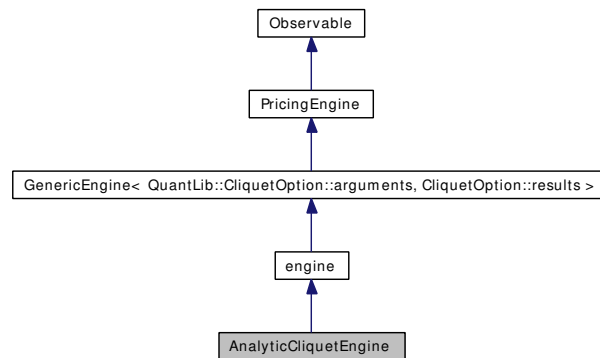 Observable
PricingEngine
GenericEngine< QuantLib::CliquetOption::arguments, CliquetOption::results >
engine
AnalyticCliquetEngine